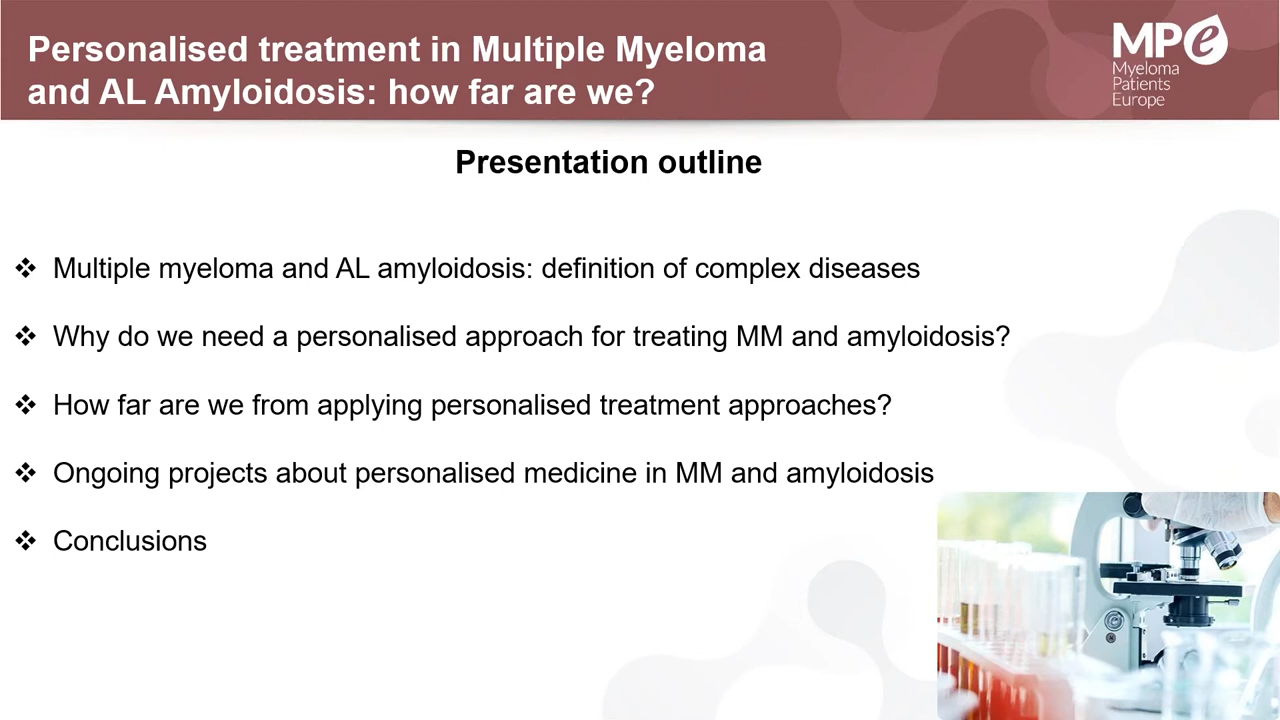 Personalised treatment in Multiple Myeloma
and AL Amyloidosis: how far are we?
MPe
Myeloma
Patients
Europe
Presentation outline
❖ Multiple myeloma and AL amyloidosis: definition of complex diseases
❖ Why do we need a personalised approach for treating MM and amyloidosis?
❖ How far are we from applying personalised treatment approaches?
❖ Ongoing projects about personalised medicine in MM and amyloidosis
❖ Conclusions